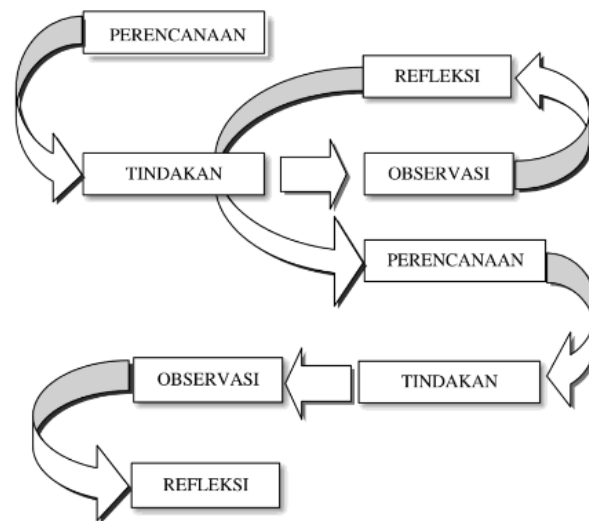 PERENCANAAN
REFLEKSI
TINDAKAN
OBSERVASI
PERENCANAAN
OBSERVASI
TINDAKAN
REFLEKSI